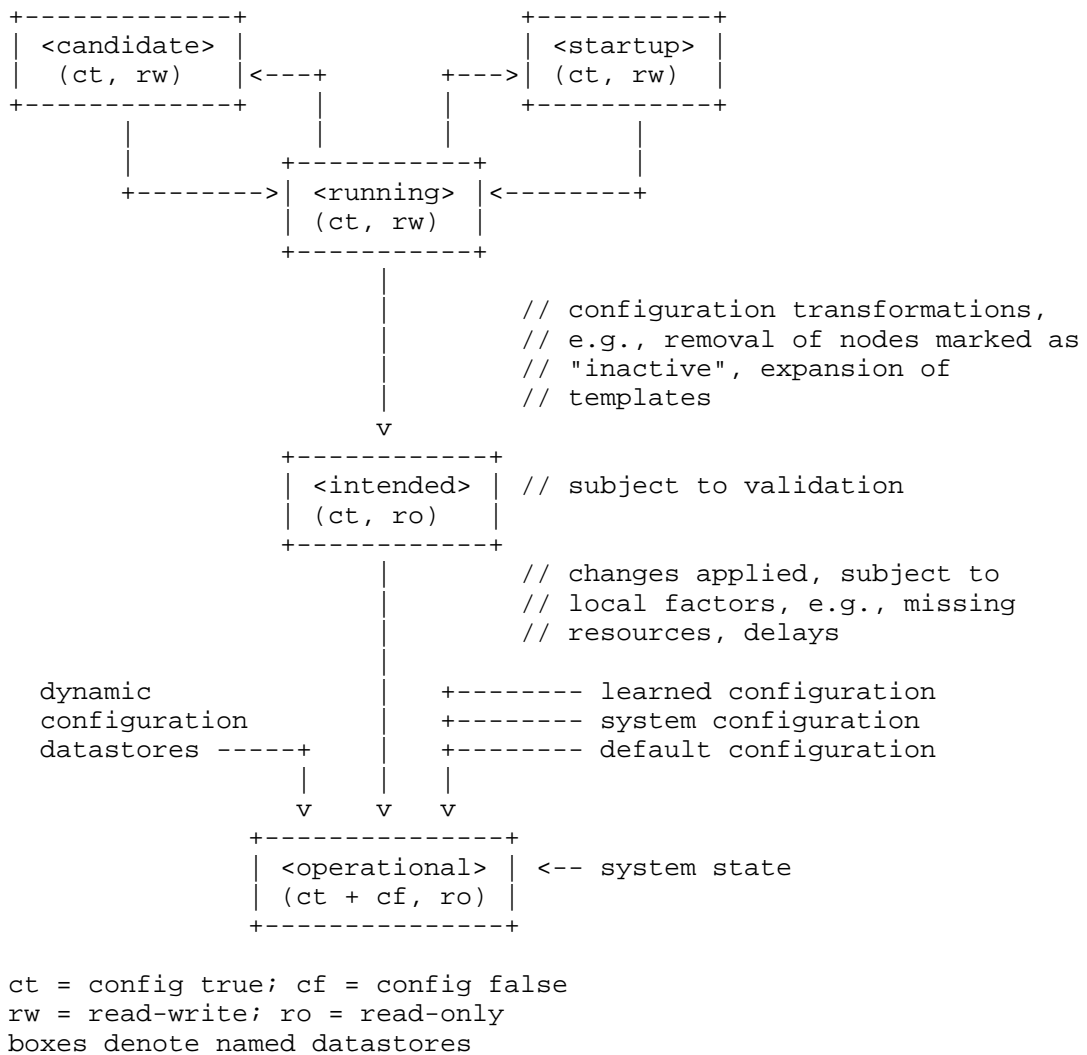 <candidate> <startup>
(ct, rw) <---+ +---> (ct, rw)
+--------> <running> <--------+
(ct, rw)
// configuration transformations,
// e.g., removal of nodes marked as
// "inactive", expansion of
// templates
v
<intended> // subject to validation
(ct, ro)
// changes applied, subject to
// local factors, e.g., missing
// resources, delays
dynamic +-------- learned configuration
configuration +-------- system configuration
datastores -----+ +-------- default configuration
v v v
<operational> <-- system state
(ct + cf, ro)
ct = config true; cf = config false
rw = read-write; ro = read-only
boxes denote named datastores